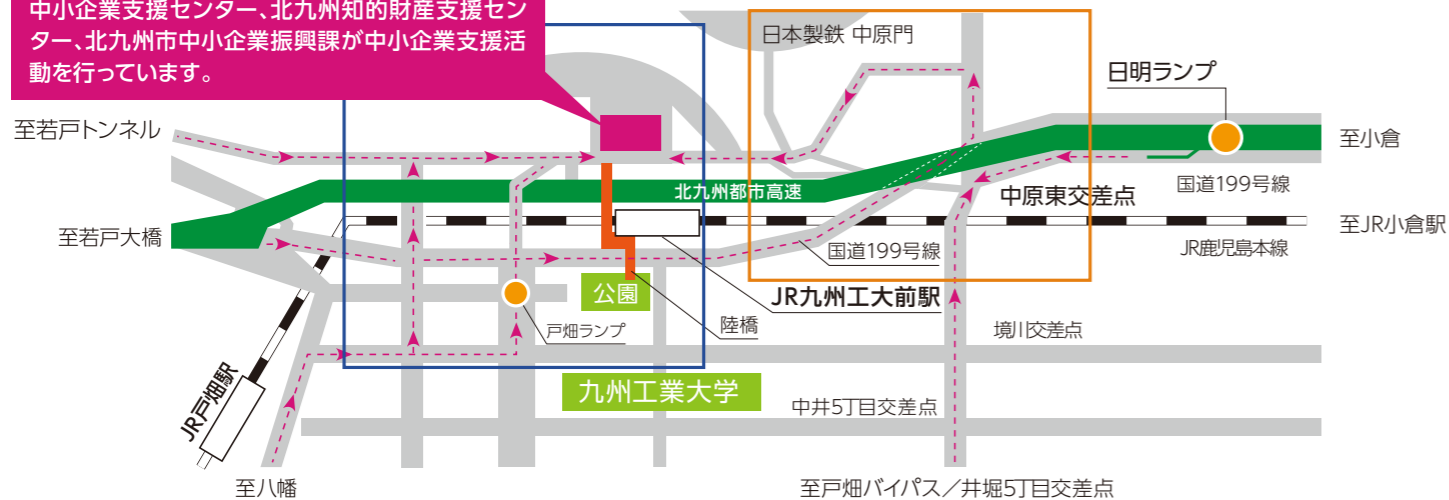 中小企業支援センター、北九州知的財産支援セン
ター、北九州市中小企業振興課が中小企業支援活
動を行っています。
日本製鉄 中原門
日明ランプ
至若戸トンネル
至小倉
北九州都市高速
国道199号線
中原東交差点
至若戸大橋
至JR小倉駅
国道199号線
JR鹿児島本線
公園
JR九州工大前駅
戸畑ランプ
陸橋
境川交差点
JR戸畑駅
九州工業大学
中井5丁目交差点
至八幡
至戸畑バイパス／井堀5丁目交差点